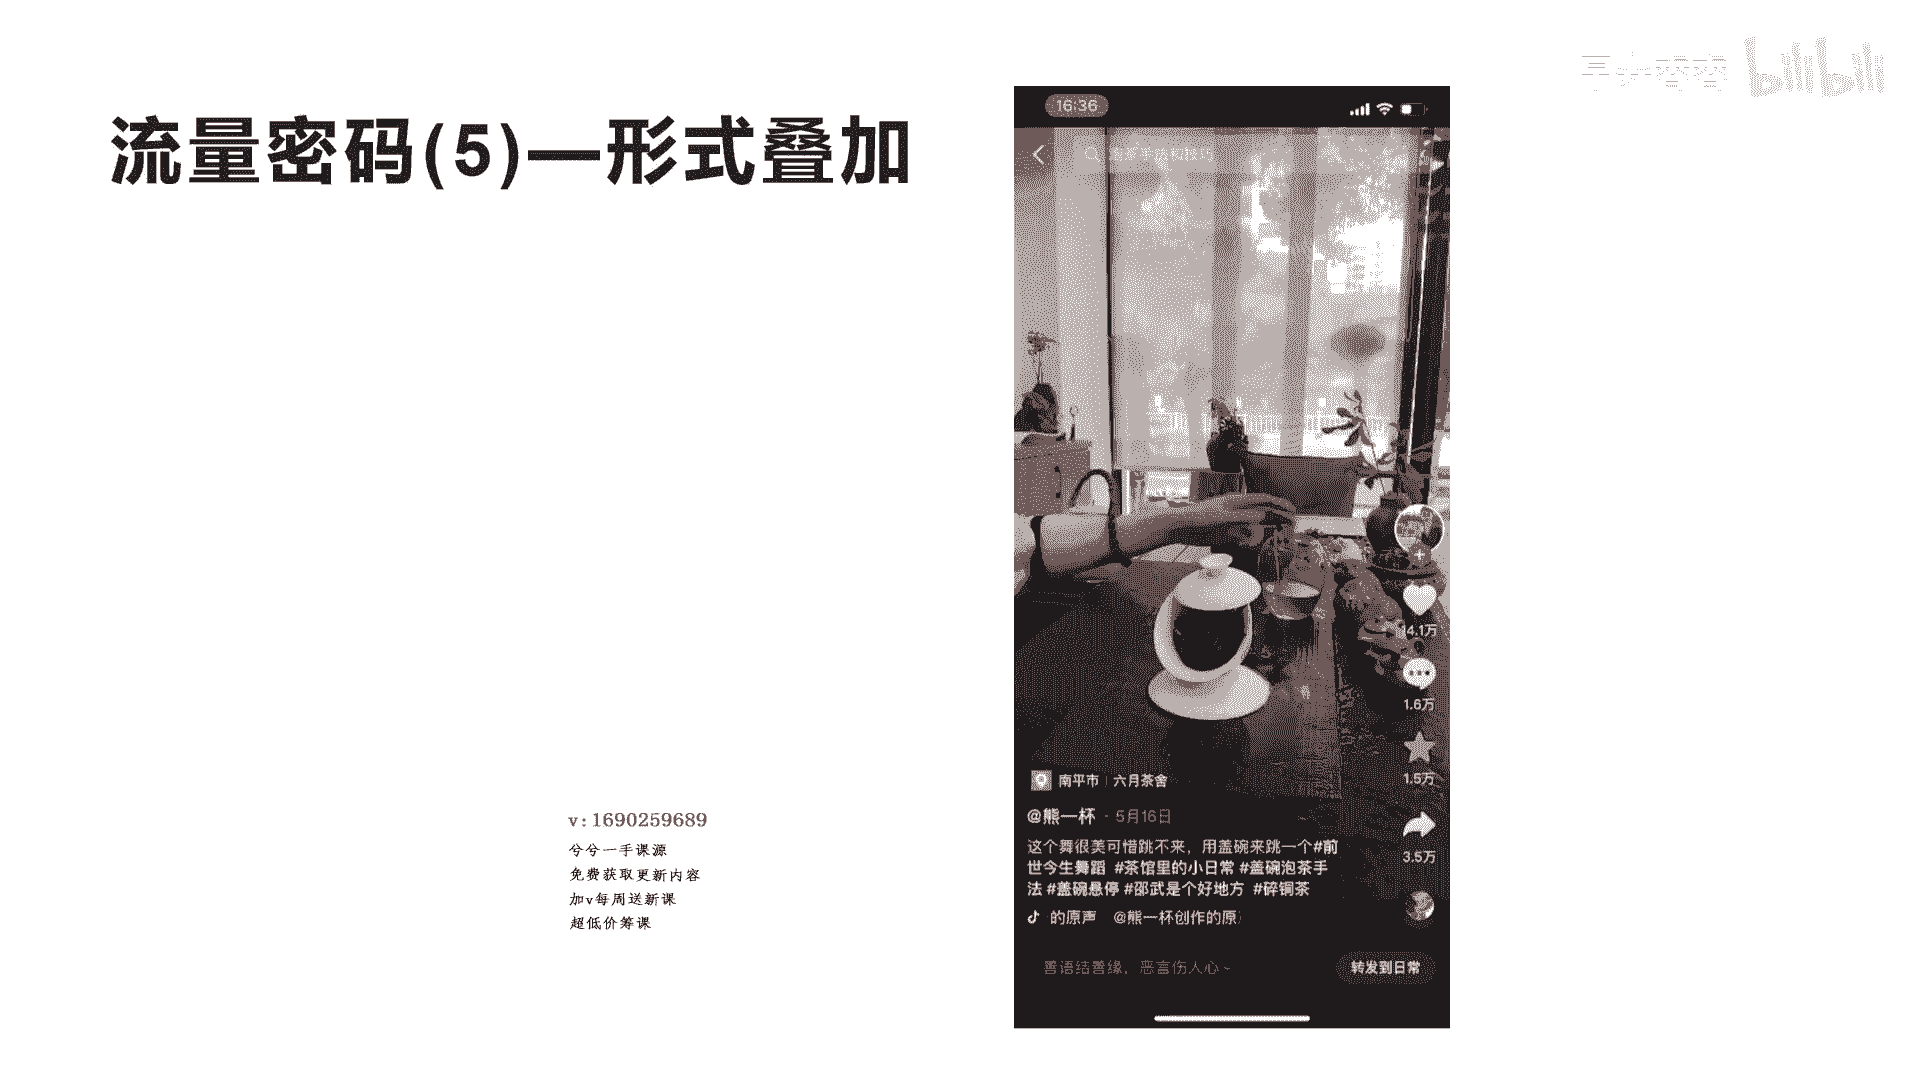 bilibili
流量密码(5)—形式叠加
16:36
14.1万
1.6万
1.5万
3.5万
南平市 | 六月茶舍
@熊一杯 · 5月16日
这个舞很美可惜跳不来，用盖碗来跳一个#前
世今生舞蹈 #茶馆里的小日常 #盖碗泡茶手
法 #盖碗悬停 #邵武是个好地方 #碎铜茶
的原声 @熊一杯创作的原
善语结善缘，恶言伤人心~
转发到日常
v:1690259689
兮兮一手课源
免费获取更新内容
加v每周送新课
超低价筹课